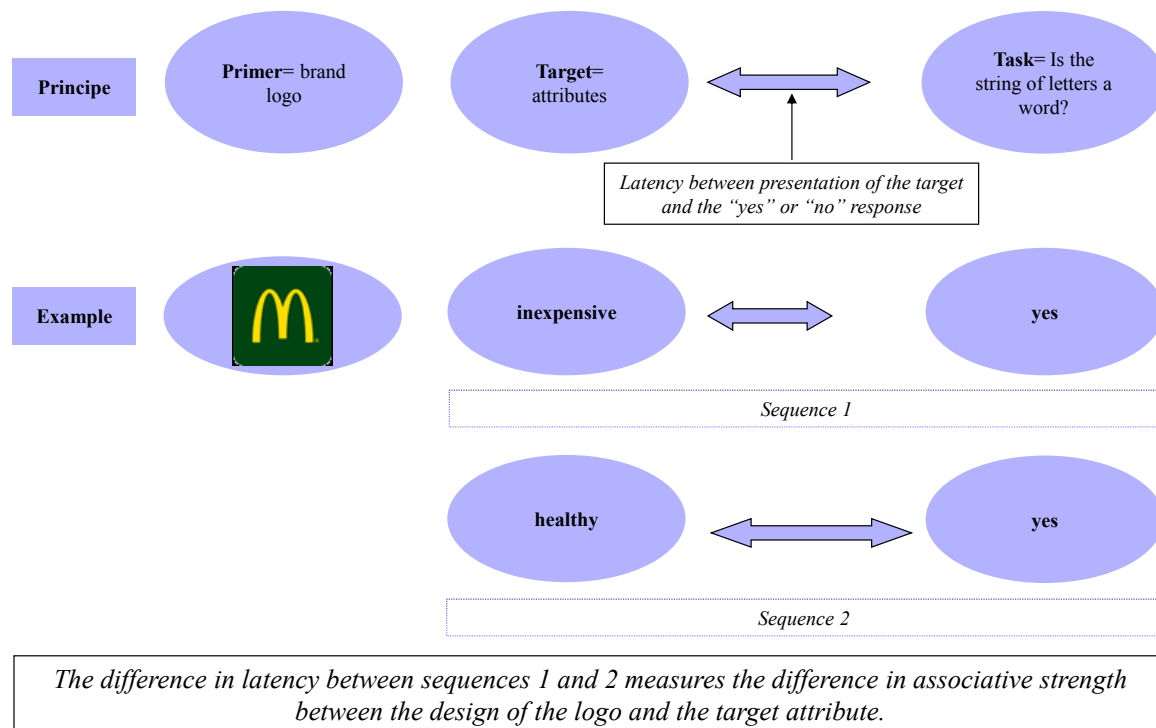 Principe
Primer= brand
logo
Target=
attributes
Task= Is the
string of letters a
word?
Latency between presentation of the target
and the “yes” or “no” response
Example
inexpensive
yes
Sequence 1
healthy
yes
Sequence 2
The difference in latency between sequences 1 and 2 measures the difference in associative strength
between the design of the logo and the target attribute.